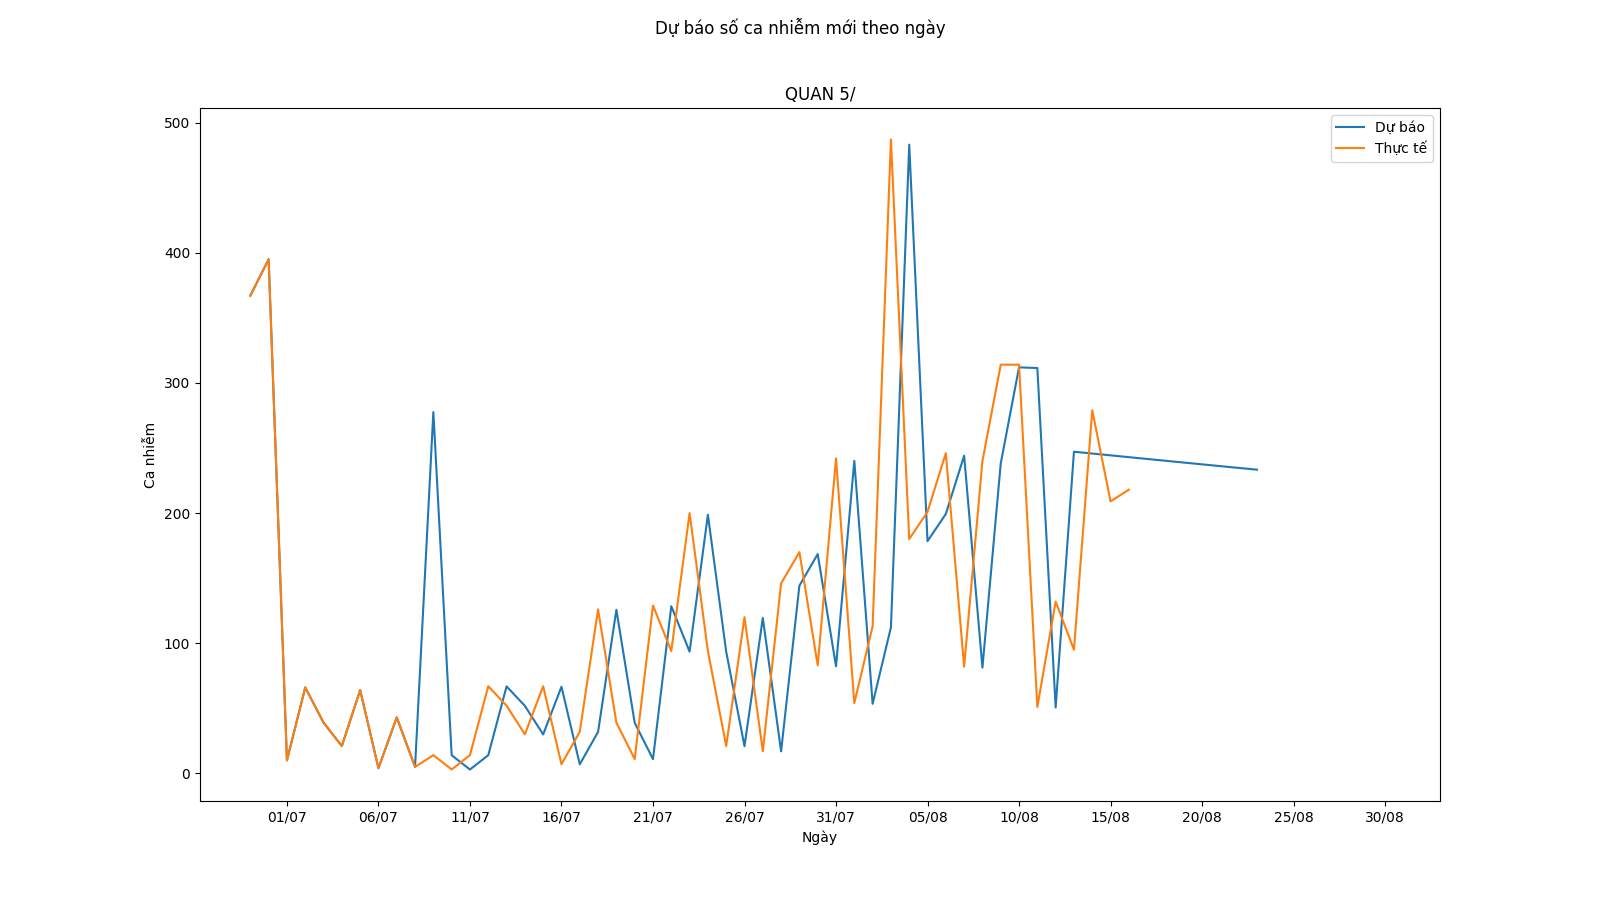 Dự báo số ca nhiễm mới theo ngày
QUAN 5/
500
400
300
200
100
0
Ca nhiễm
Dự báo
Thực tế
01/07 06/07 11/07 16/07 21/07 26/07 31/07 05/08 10/08 15/08 20/08 25/08 30/08
Ngày